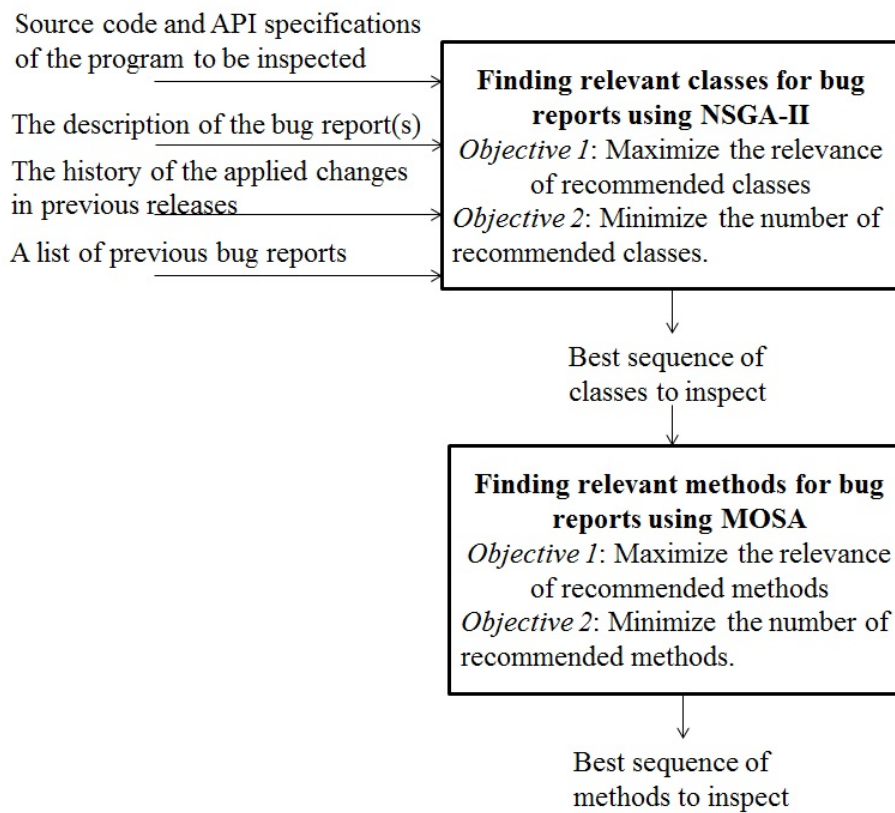 Source code and API specifications
of the program to be inspected
The description of the bug report(s)
The history of the applied changes
in previous releases
A list of previous bug reports
Finding relevant classes for bug
reports using NSGA-II
Objective 1: Maximize the relevance
of recommended classes
Objective 2: Minimize the number of
recommended classes.
Best sequence of
classes to inspect
Finding relevant methods for bug
reports using MOSA
Objective 1: Maximize the relevance
of recommended methods
Objective 2: Minimize the number of
recommended methods.
Best sequence of
methods to inspect